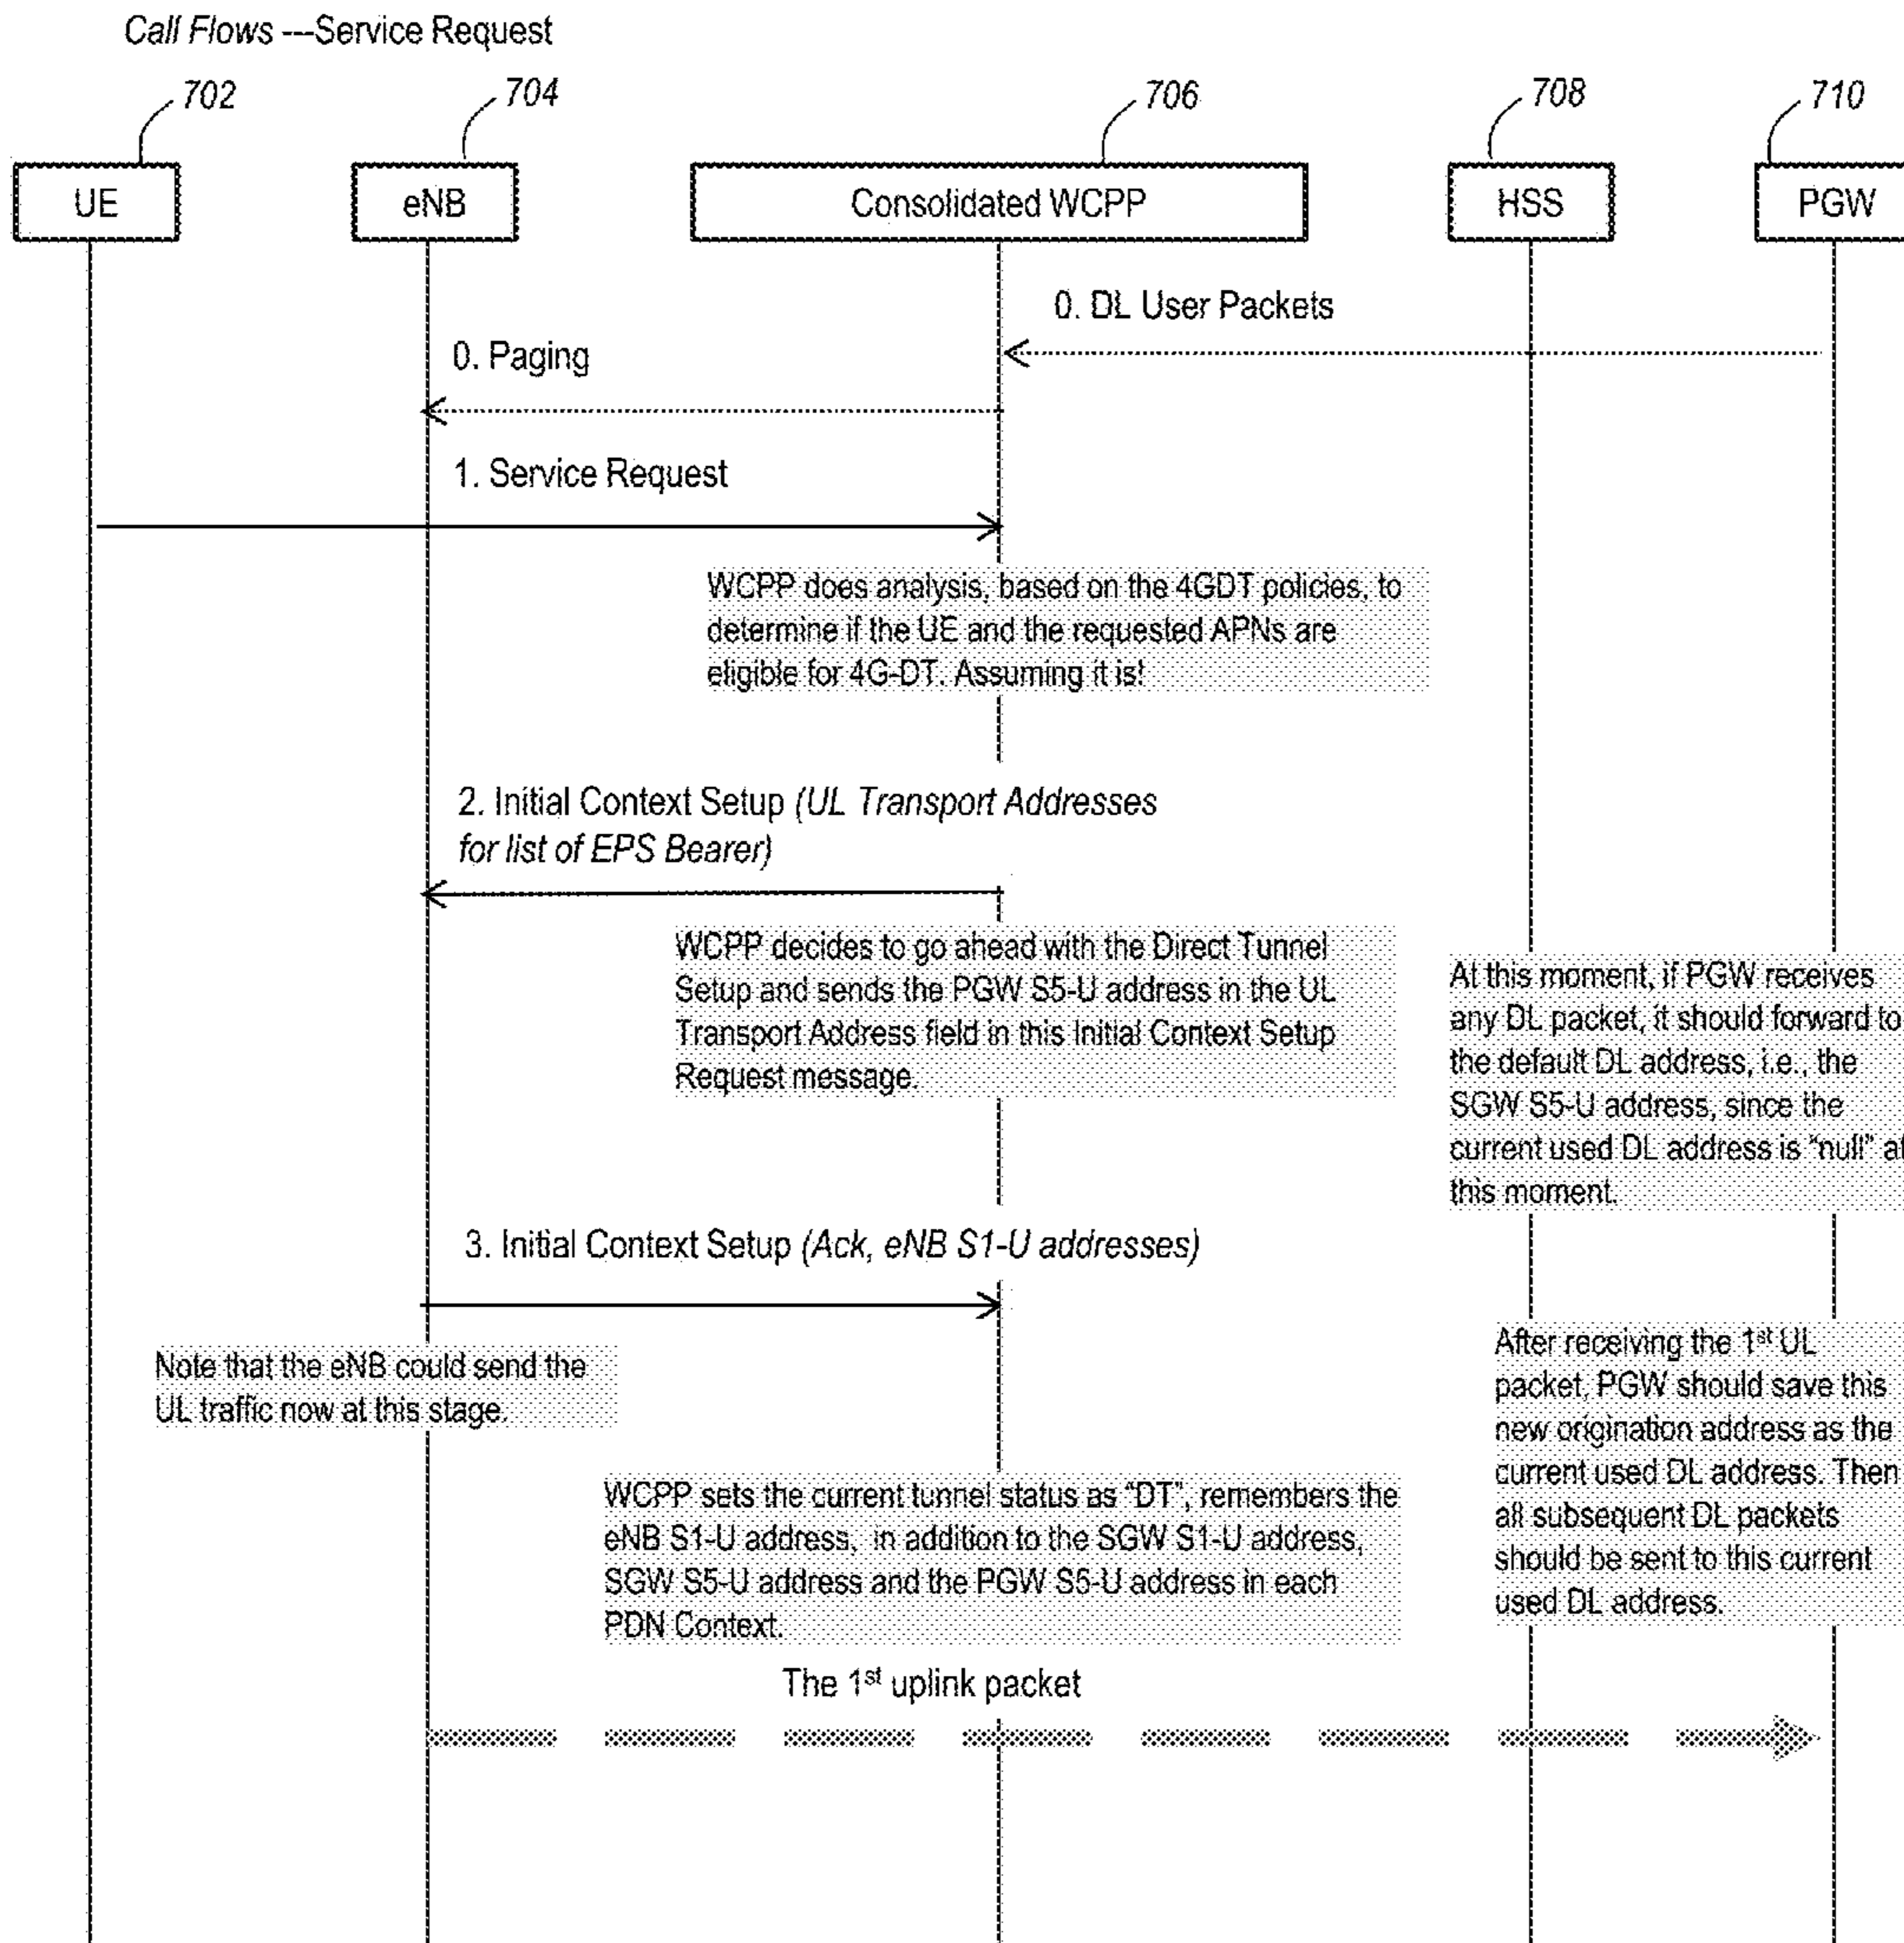 Call Flows ---Service Request
702
704
706
708
710
UE
eNB
Consolidated WCPP
HSS
PGW
0. DL User Packets
0. Paging
1. Service Request
WCPP does analysis, based on the 4GDT policies, to
determine if the UE and the requested APNs are
eligible for 4G-DT. Assuming it is!
2. Initial Context Setup (UL Transport Addresses
for list of EPS Bearer)
WCPP decides to go ahead with the Direct Tunnel
Setup and sends the PGW S5-U address in the UL
Transport Address field in this Initial Context Setup
Request message.
At this moment, if PGW receives
any DL packet, it should forward to
the default DL address, i.e., the
SGW S5-U address, since the
current used DL address is “null” at
this moment.
3. Initial Context Setup (Ack, eNB S1-U addresses)
Note that the eNB could send the
UL traffic now at this stage.
After receiving the 1st UL
packet, PGW should save this
new origination address as the
current used DL address. Then
all subsequent DL packets
should be sent to this current
used DL address.
WCPP sets the current tunnel status as “DT”, remembers the
eNB S1-U address, in addition to the SGW S1-U address,
SGW S5-U address and the PGW S5-U address in each
PDN Context.
The 1st uplink packet